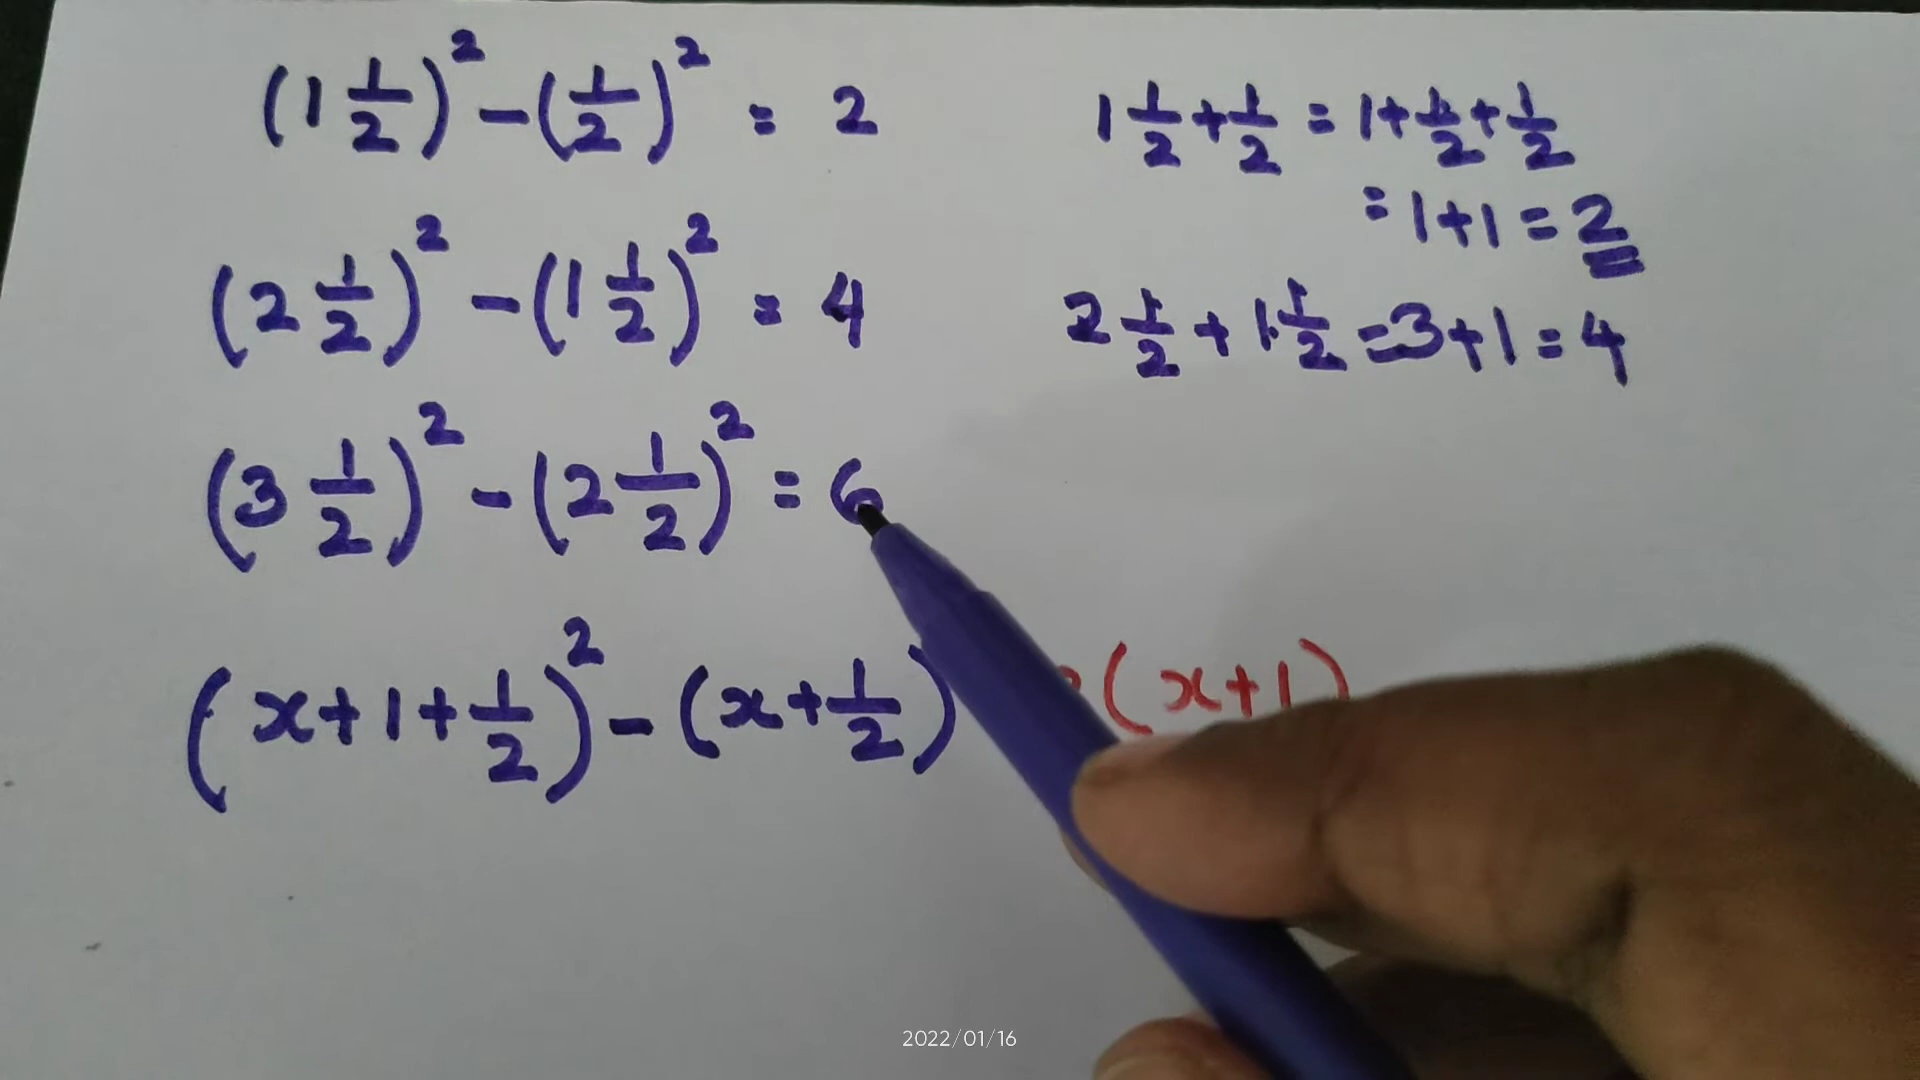 (1 1/2)² - (1/2)² = 2
1 1/2 + 1/2 = 1 + 1/2 + 1/2
= 1 + 1 = 2
(2 1/2)² - (1 1/2)² = 4
2 1/2 + 1 1/2 = 3 + 1 = 4
(3 1/2)² - (2 1/2)² = 6
(x + 1 + 1/2)² - (x + 1/2) (x + 1)
2022/01/16